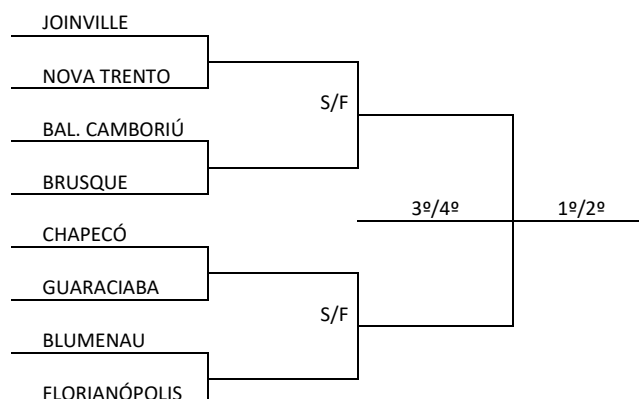 JOINVILLE
NOVA TRENTO
S/F
BAL. CAMBORIÚ
BRUSQUE
3º/4º
1º/2º
CHAPECÓ
GUARACIABA
S/F
BLUMENAU
FLORIANÓPOLIS